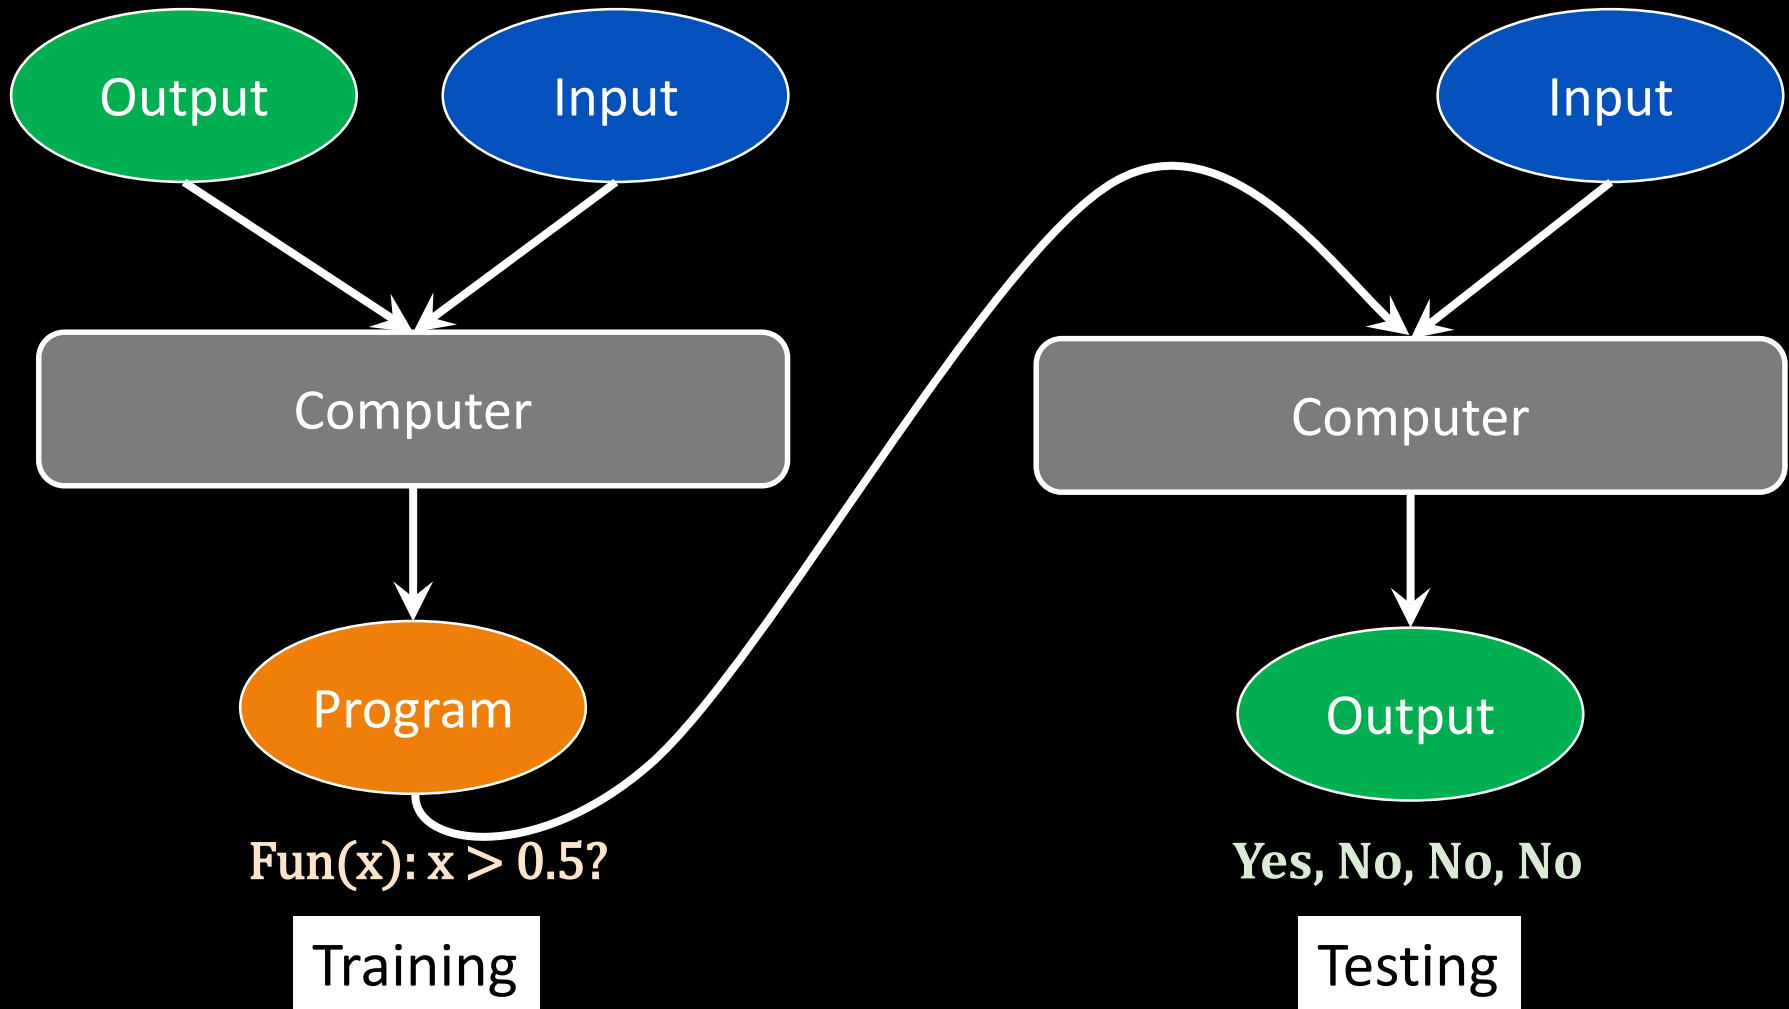 Output
Input
Input
Computer
Computer
Program
Output
Fun(x): x > 0.5?
Yes, No, No, No
Training
Testing